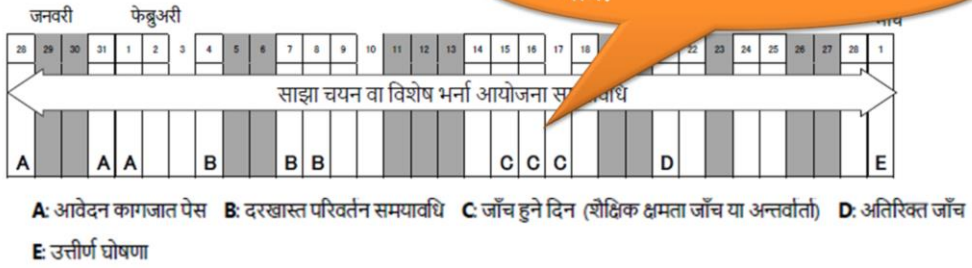 जनवरी फेब्रुअरी
28 29 30 31 1 2 3 4 5 6 7 8 9 10 11 12 13 14 15 16 17 18 22 23 24 25 26 27 28 1
साझा चयन वा विशेष भर्ना आयोजना
A A A B B B C C C D E
A: आवेदन कागजात पेस B: दरखास्त परिवर्तन समयावधि C: जाँच हुने दिन (शैक्षिक क्षमता जाँच या अन्तर्वार्ता) D: अतिरिक्त जाँच
E: उत्तीर्ण घोषणा